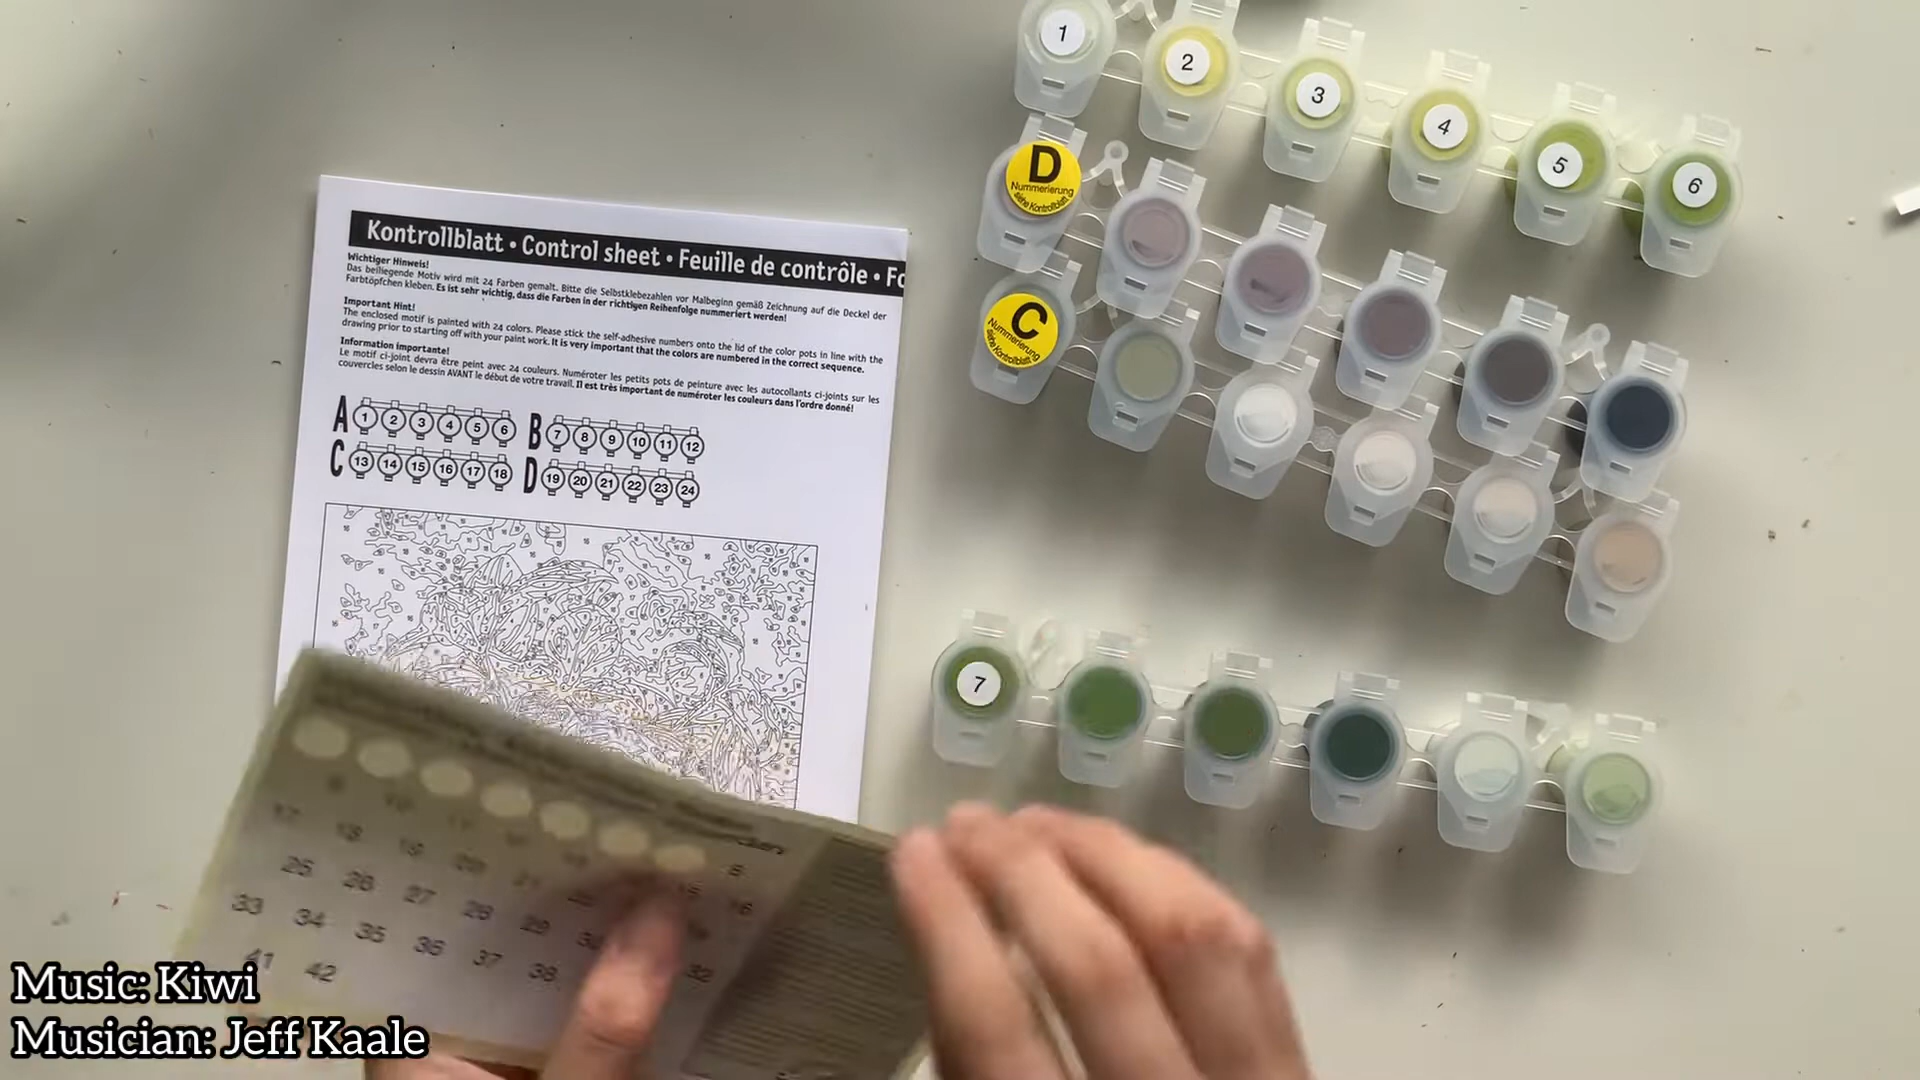 Kontrollblatt • Control sheet • Feuille de contrôle • Fo
Wichtiger Hinweis!
Das beiliegende Motiv wird mit 24 Farben gemalt. Bitte die Selbstklebezahlen vor Malbeginn gemäß Zeichnung auf die Deckel der
Farbtöpfchen kleben. Es ist sehr wichtig, dass die Farben in der richtigen Reihenfolge nummeriert werden!
Important Hint!
The enclosed motif is painted with 24 colors. Please stick the self-adhesive numbers onto the lid of the color pots in line with the
drawing prior to starting off with your paint work. It is very important that the colors are numbered in the correct sequence.
Information importante!
Le motif ci-joint devra être peint avec 24 couleurs. Numéroter les petits pots de peinture avec les autocollants ci-joints sur les
couvercles selon le dessin AVANT le début de votre travail. Il est très important de numéroter les couleurs dans l'ordre donné!
A 1 2 3 4 5 6 B 7 8 9 10 11 12
C 13 14 15 16 17 18 D 19 20 21 22 23 24
1 2 3 4 5 6
D
Nummerierung
siehe Kontrollblatt
C
Nummerierung
siehe Kontrollblatt
7
17 18 19 20 21 16
25 26 27 28 29 30
33 34 35 36 37 38 32
41 42
Music: Kiwi
Musician: Jeff Kaale